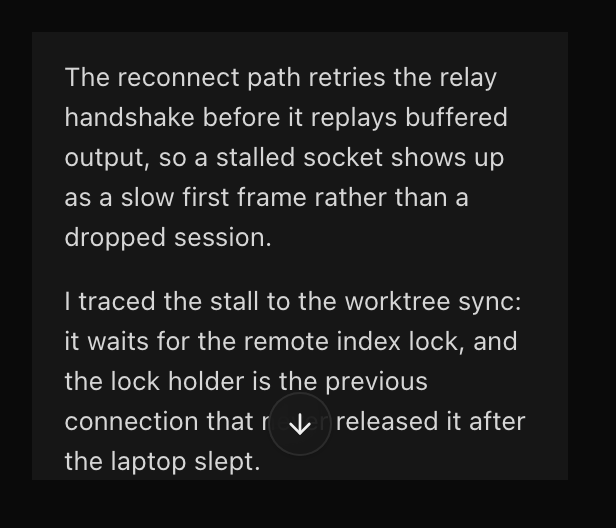 The reconnect path retries the relay
handshake before it replays buffered
output, so a stalled socket shows up
as a slow first frame rather than a
dropped session.
I traced the stall to the worktree sync:
it waits for the remote index lock, and
the lock holder is the previous
connection that released it after
the laptop slept.